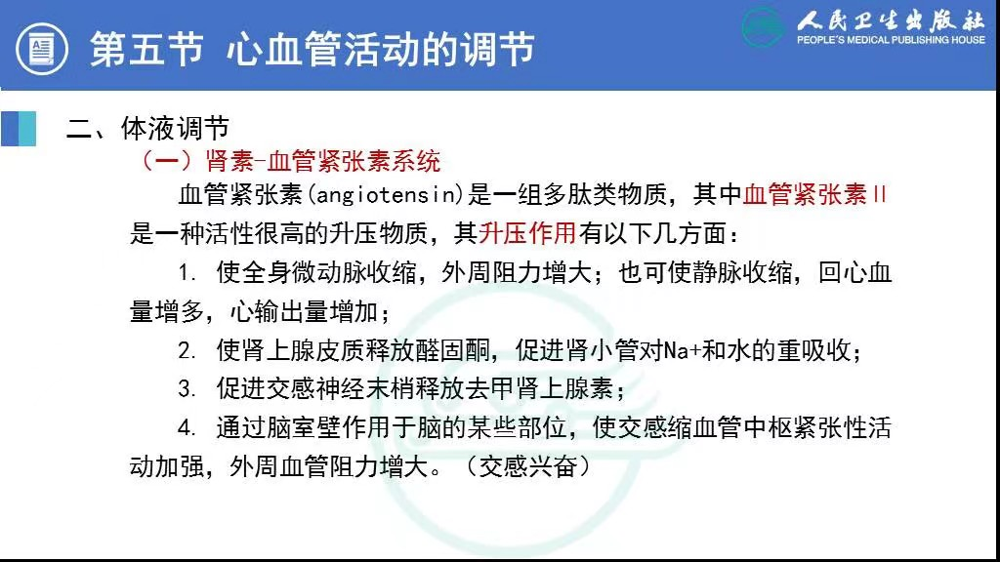 第五节 心血管活动的调节
人民卫生出版社
PEOPLE'S MEDICAL PUBLISHING HOUSE
二、体液调节
（一）肾素-血管紧张素系统
血管紧张素(angiotensin)是一组多肽类物质，其中血管紧张素Ⅱ
是一种活性很高的升压物质，其升压作用有以下几方面：
1. 使全身微动脉收缩，外周阻力增大；也可使静脉收缩，回心血
量增多，心输出量增加；
2. 使肾上腺皮质释放醛固酮，促进肾小管对Na+和水的重吸收；
3. 促进交感神经末梢释放去甲肾上腺素；
4. 通过脑室壁作用于脑的某些部位，使交感缩血管中枢紧张性活
动加强，外周血管阻力增大。（交感兴奋）